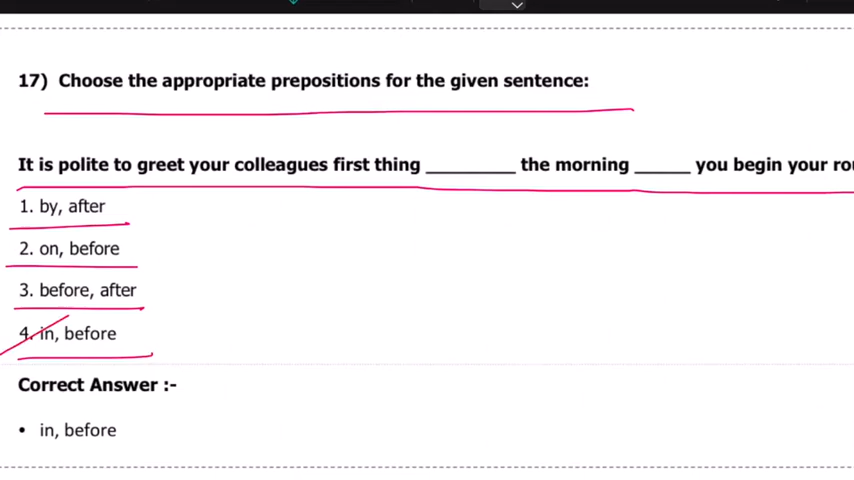 17) Choose the appropriate prepositions for the given sentence:
It is polite to greet your colleagues first thing _________ the morning _____ you begin your
1. by, after
2. on, before
3. before, after
4. in, before
Correct Answer :-
• in, before